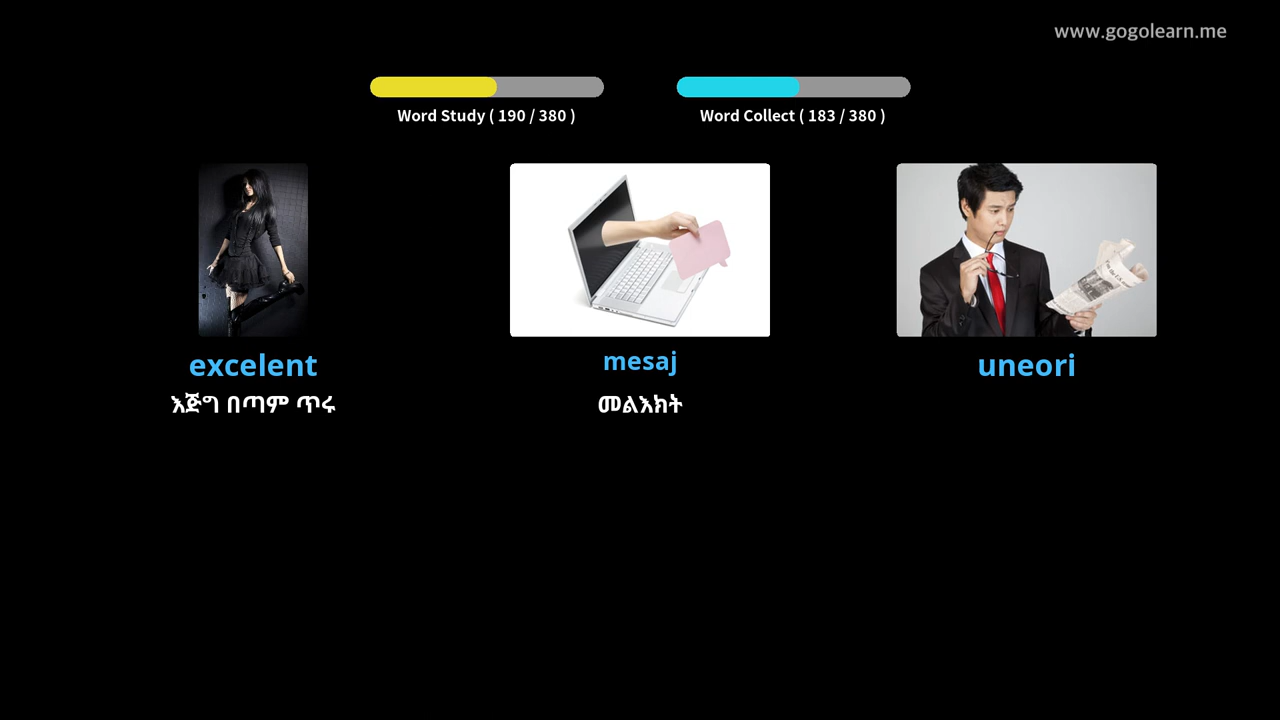 www.gogolearn.me
Word Study ( 190 / 380 )
Word Collect ( 183 / 380 )
excelent
mesaj
uneori
እጅግ በጣም ጥሩ
መልእክት